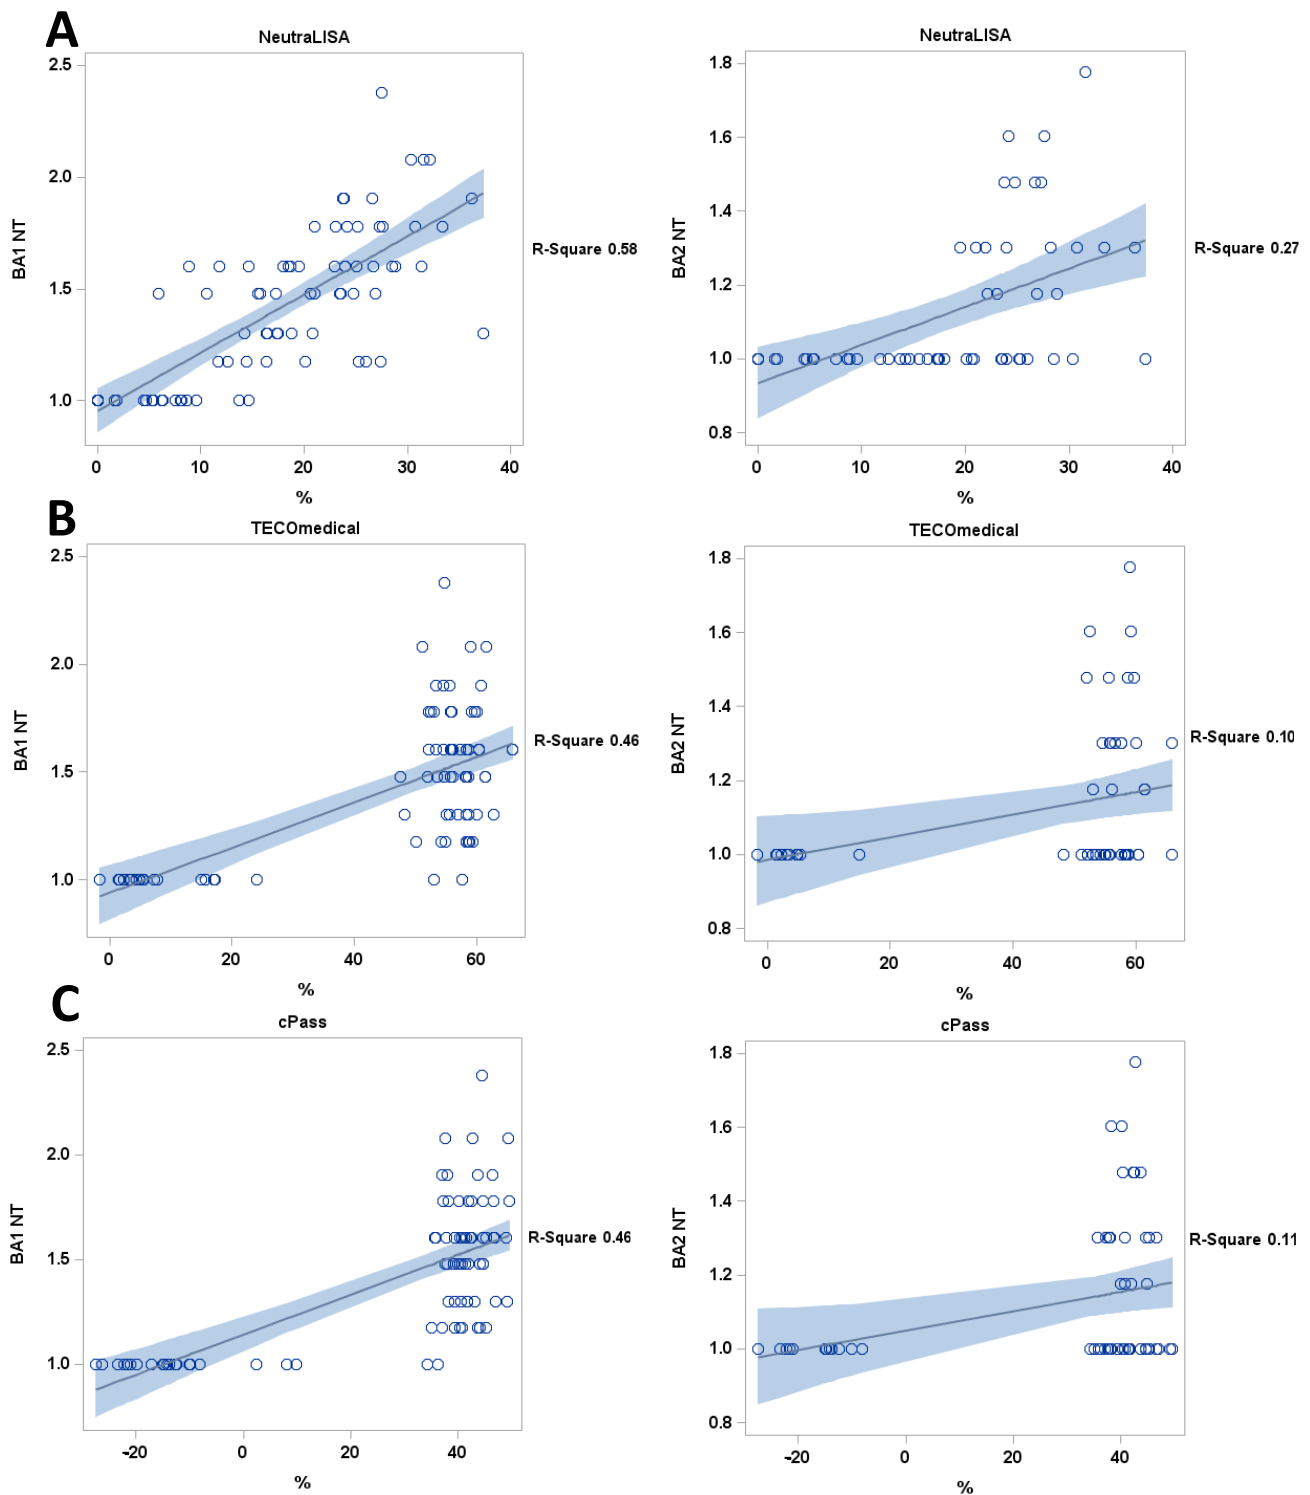 A
NeutraLISA
2.5
2.0
1.5
1.0
BA1 NT
0 10 20 30 40
%
R-Square 0.58
NeutraLISA
1.8
1.6
1.4
1.2
1.0
0.8
BA2 NT
0 10 20 30 40
%
R-Square 0.27
B
TECOmedical
2.5
2.0
1.5
1.0
BA1 NT
0 20 40 60
%
R-Square 0.46
TECOmedical
1.8
1.6
1.4
1.2
1.0
0.8
BA2 NT
0 20 40 60
%
R-Square 0.10
C
cPass
2.5
2.0
1.5
1.0
BA1 NT
-20 0 20 40
%
R-Square 0.46
cPass
1.8
1.6
1.4
1.2
1.0
0.8
BA2 NT
-20 0 20 40
%
R-Square 0.11